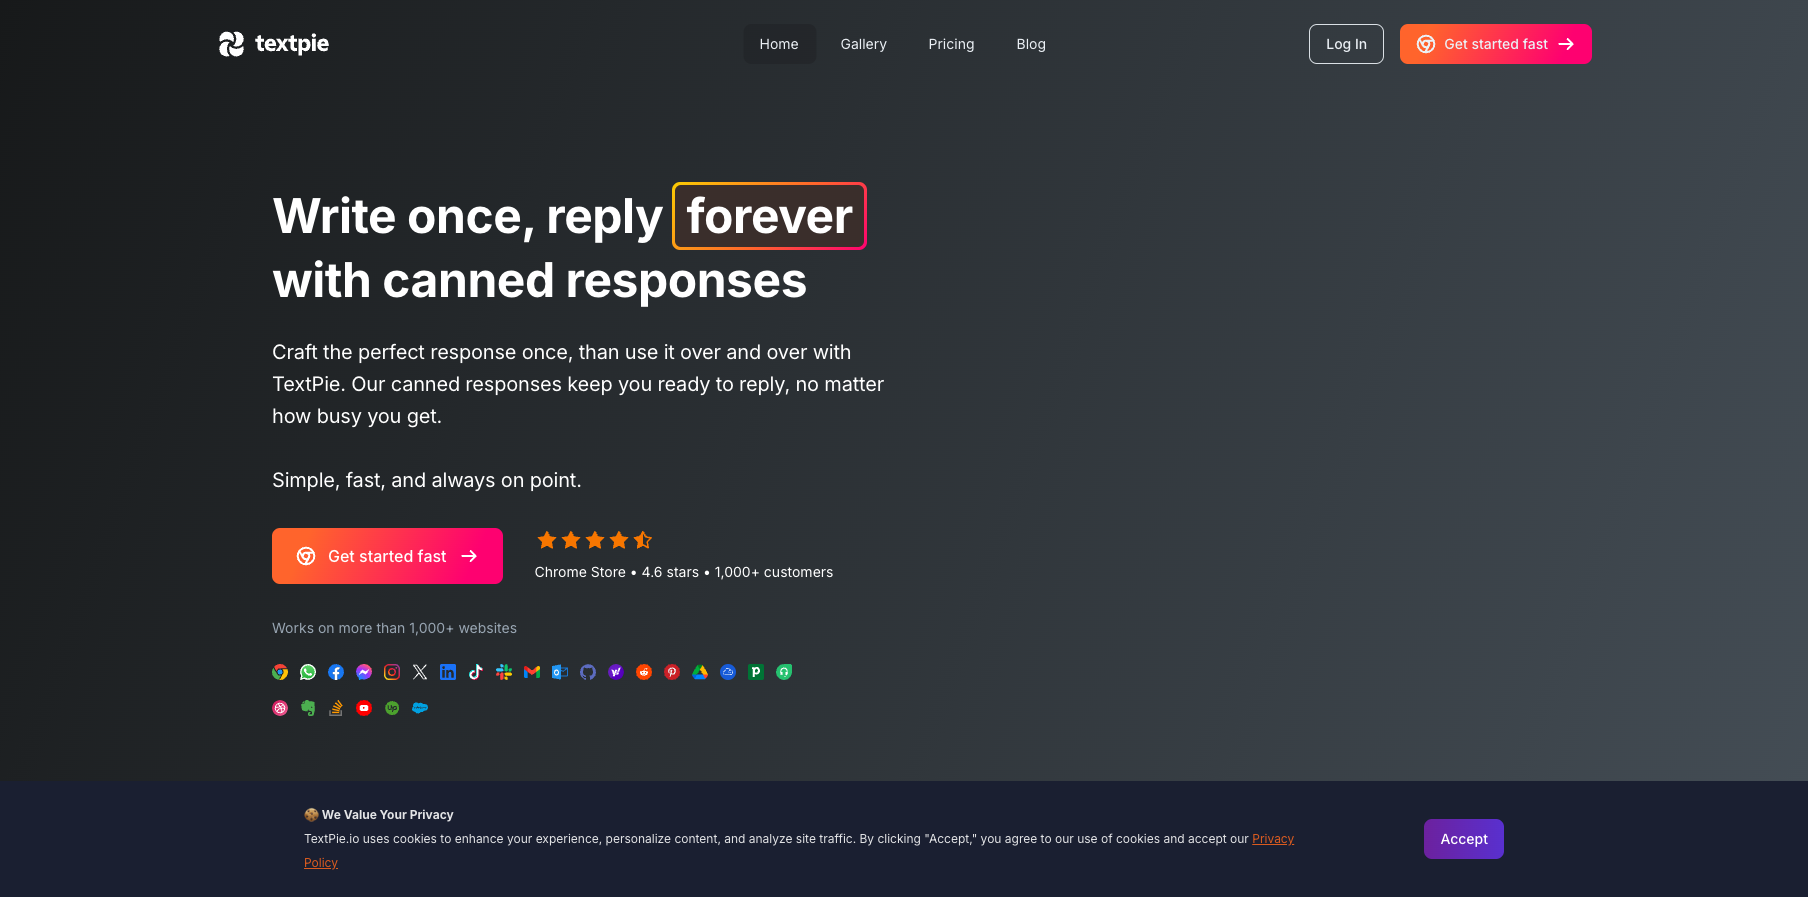 textpie
Home
Gallery
Pricing
Blog
Log In
Get started fast
Write once, reply forever
with canned responses
Craft the perfect response once, than use it over and over with
TextPie. Our canned responses keep you ready to reply, no matter
how busy you get.
Simple, fast, and always on point.
Get started fast
Chrome Store • 4.6 stars • 1,000+ customers
Works on more than 1,000+ websites
🍪 We Value Your Privacy
TextPie.io uses cookies to enhance your experience, personalize content, and analyze site traffic. By clicking "Accept," you agree to our use of cookies and accept our Privacy
Policy
Accept